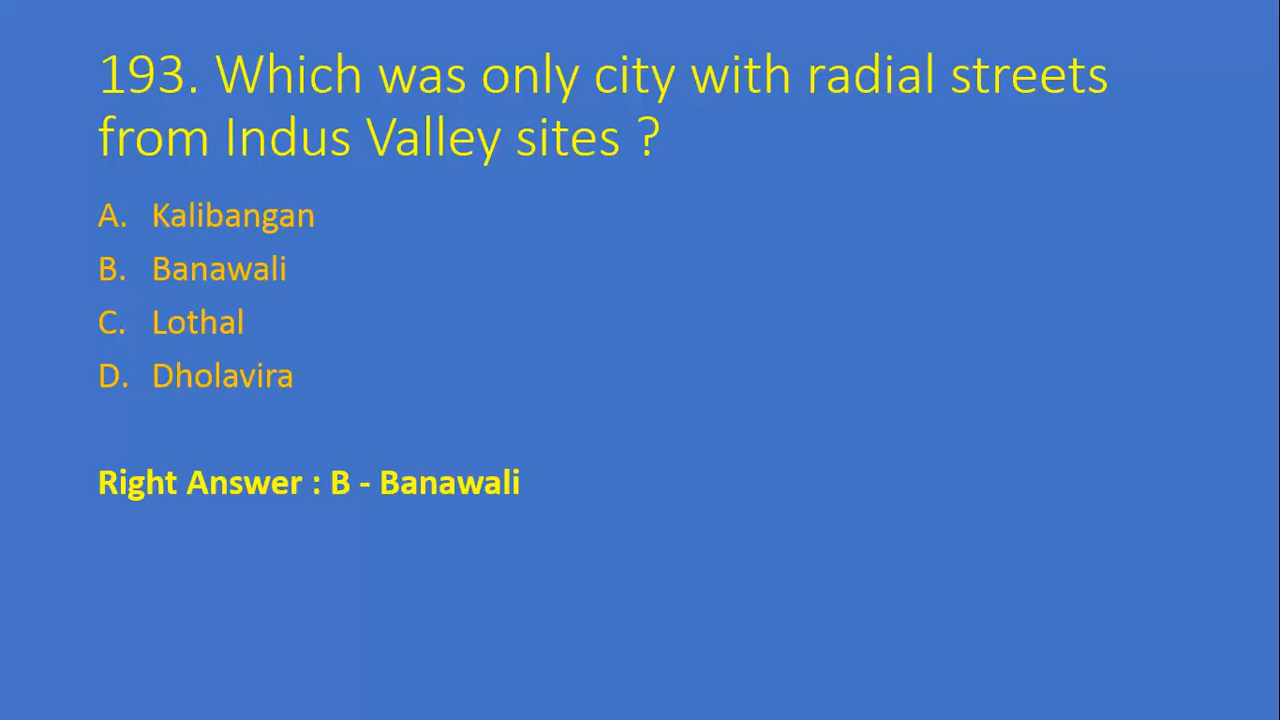 193. Which was only city with radial streets
from Indus Valley sites ?
A. Kalibangan
B. Banawali
C. Lothal
D. Dholavira
Right Answer : B - Banawali